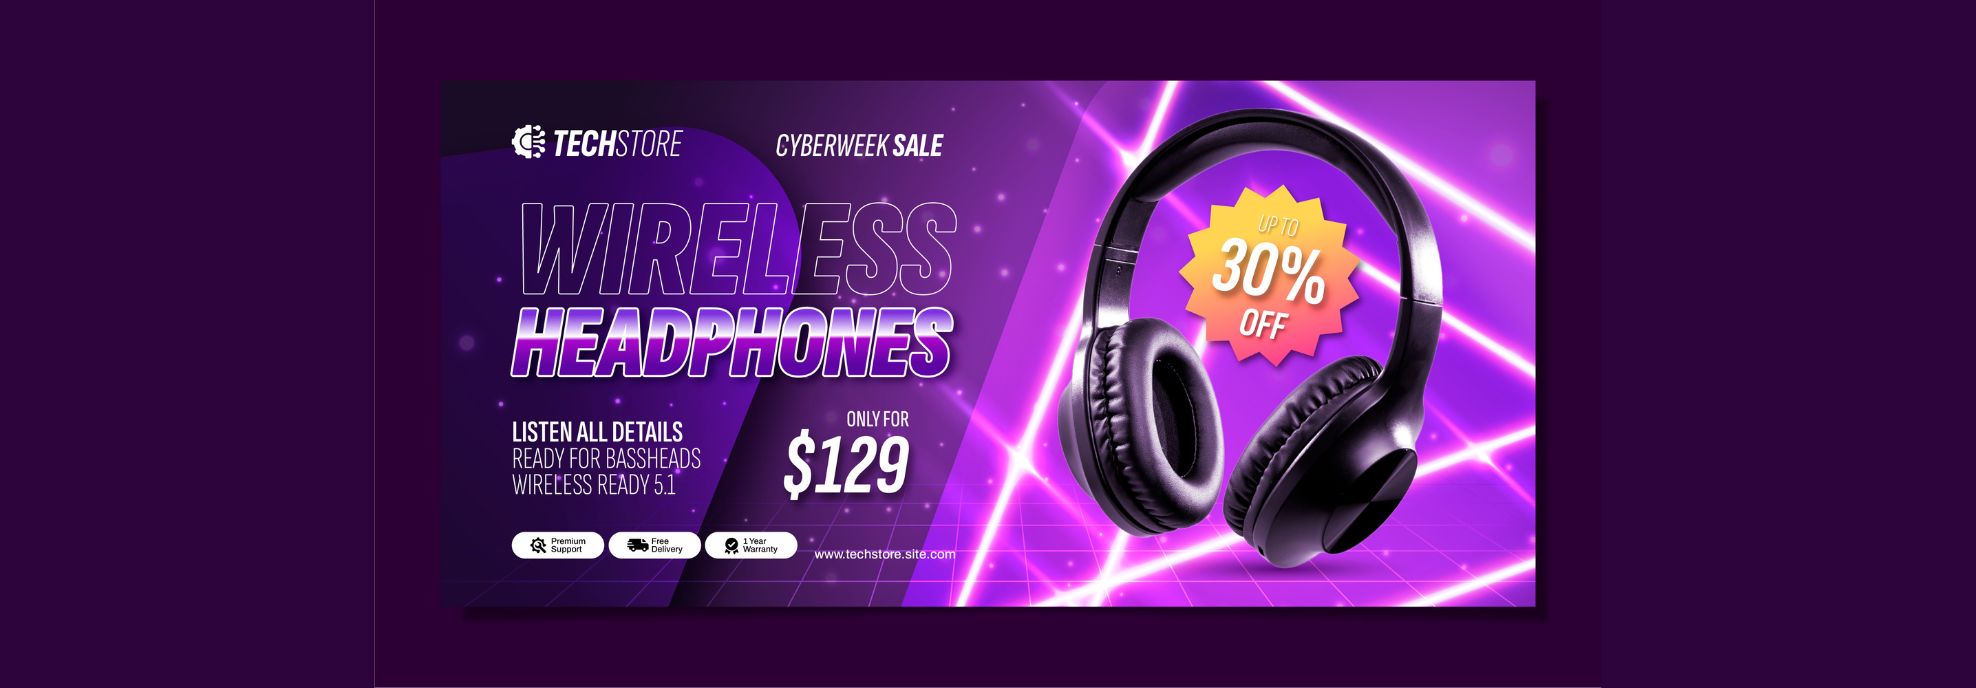 TECHSTORE
CYBERWEEK SALE
WIRELESS
HEADPHONES
LISTEN ALL DETAILS
READY FOR BASSHEADS
WIRELESS READY 5.1
ONLY FOR
$129
Premium
Support
Free
Delivery
1 Year
Warranty
www.techstore.site.com
UP TO
30%
OFF